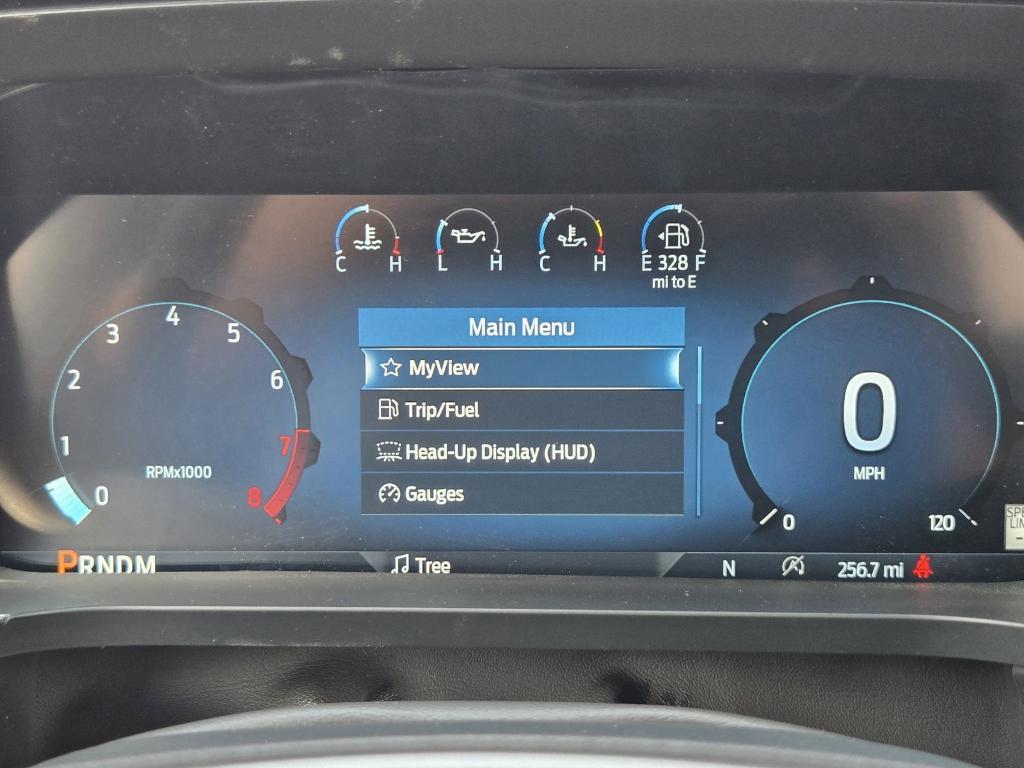 C H L H C H E 328 F
mi to E
Main Menu
MyView
Trip/Fuel
Head-Up Display (HUD)
Gauges
0 1 2 3 4 5 6 7 8
RPMx1000
0
MPH
0 120
PRNDM
Tree
N
256.7 mi